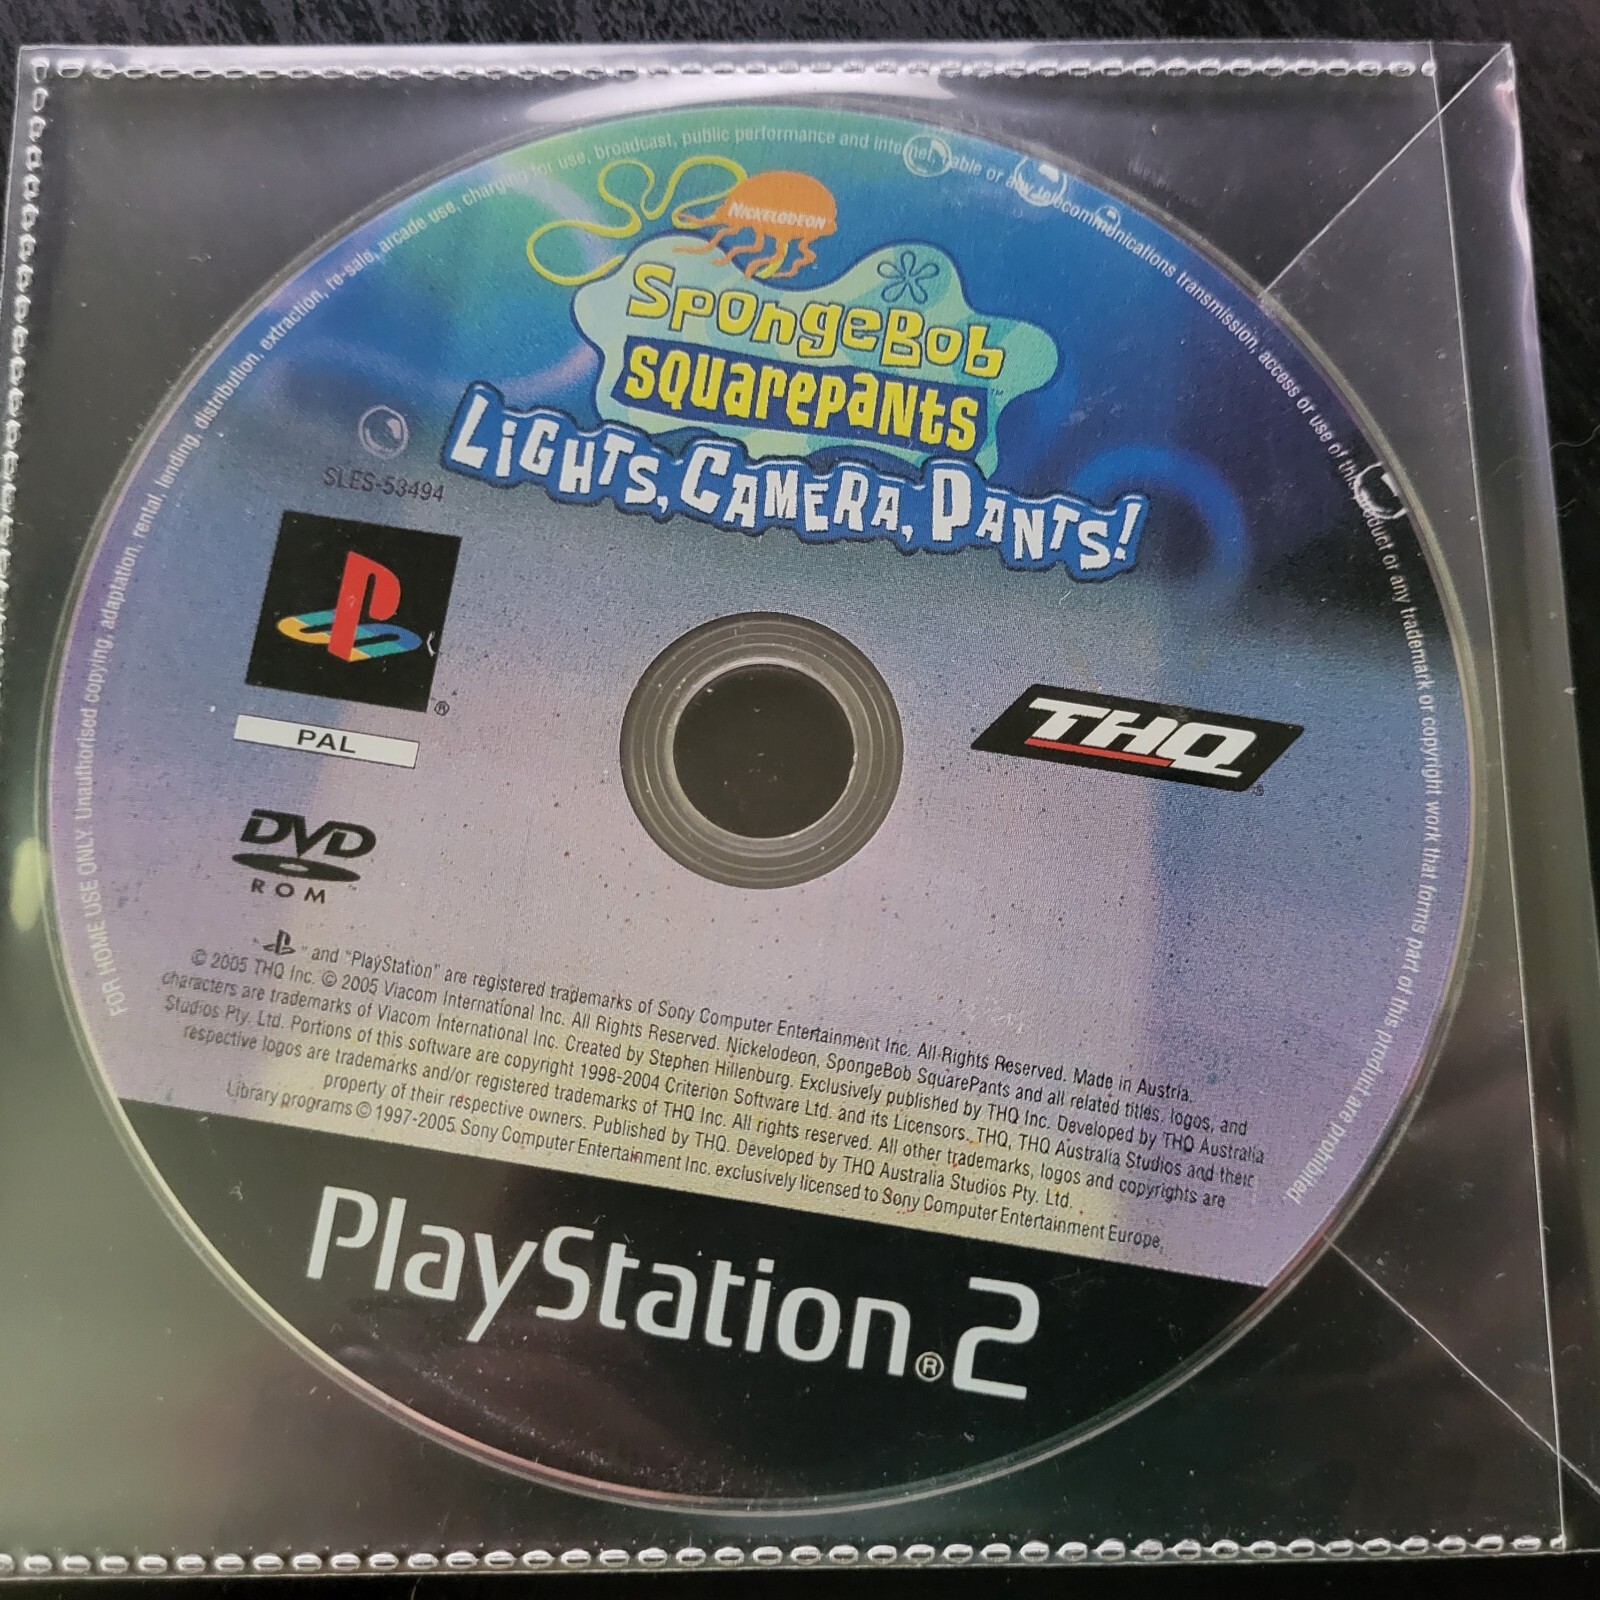 FOR HOME USE ONLY. Unauthorised copying, adaptation, rental, lending, distribution, extraction, re-sale, arcade use, charging for use, broadcast, public performance and internet, cable or any telecommunications transmission, access or use of this product or any trademark or copyright work that forms part of this product are prohibited.
NICKELODEON
SPONGEBOB
SQUAREPANTS
LIGHTS, CAMERA, PANTS!
SLES-53494
®
PAL
THQ
®
DVD
ROM
" " and "PlayStation" are registered trademarks of Sony Computer Entertainment Inc. All Rights Reserved. Made in Austria.
© 2005 THQ Inc. © 2005 Viacom International Inc. All Rights Reserved. Nickelodeon, SpongeBob SquarePants and all related titles, logos, and
characters are trademarks of Viacom International Inc. Created by Stephen Hillenburg. Exclusively published by THQ Inc. Developed by THQ Australia
Studios Pty. Ltd. Portions of this software are copyright 1998-2004 Criterion Software Ltd. and its Licensors. THQ, THQ Australia Studios and their
respective logos are trademarks and/or registered trademarks of THQ Inc. All rights reserved. All other trademarks, logos and copyrights are
property of their respective owners. Published by THQ. Developed by THQ Australia Studios Pty. Ltd.
Library programs © 1997-2005 Sony Computer Entertainment Inc. exclusively licensed to Sony Computer Entertainment Europe.
PlayStation®2